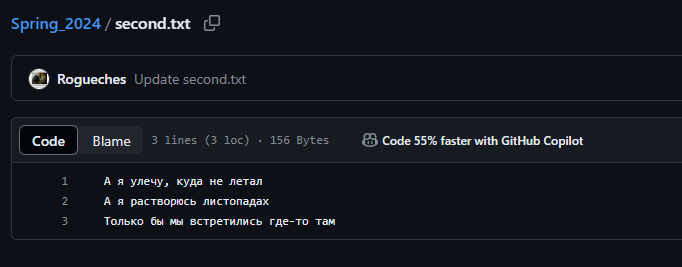 Spring_2024 / second.txt
Rogueches Update second.txt
Code Blame 3 lines (3 loc) · 156 Bytes Code 55% faster with GitHub Copilot
1 А я улечу, куда не летал
2 А я растворюсь листопадах
3 Только бы мы встретились где-то там